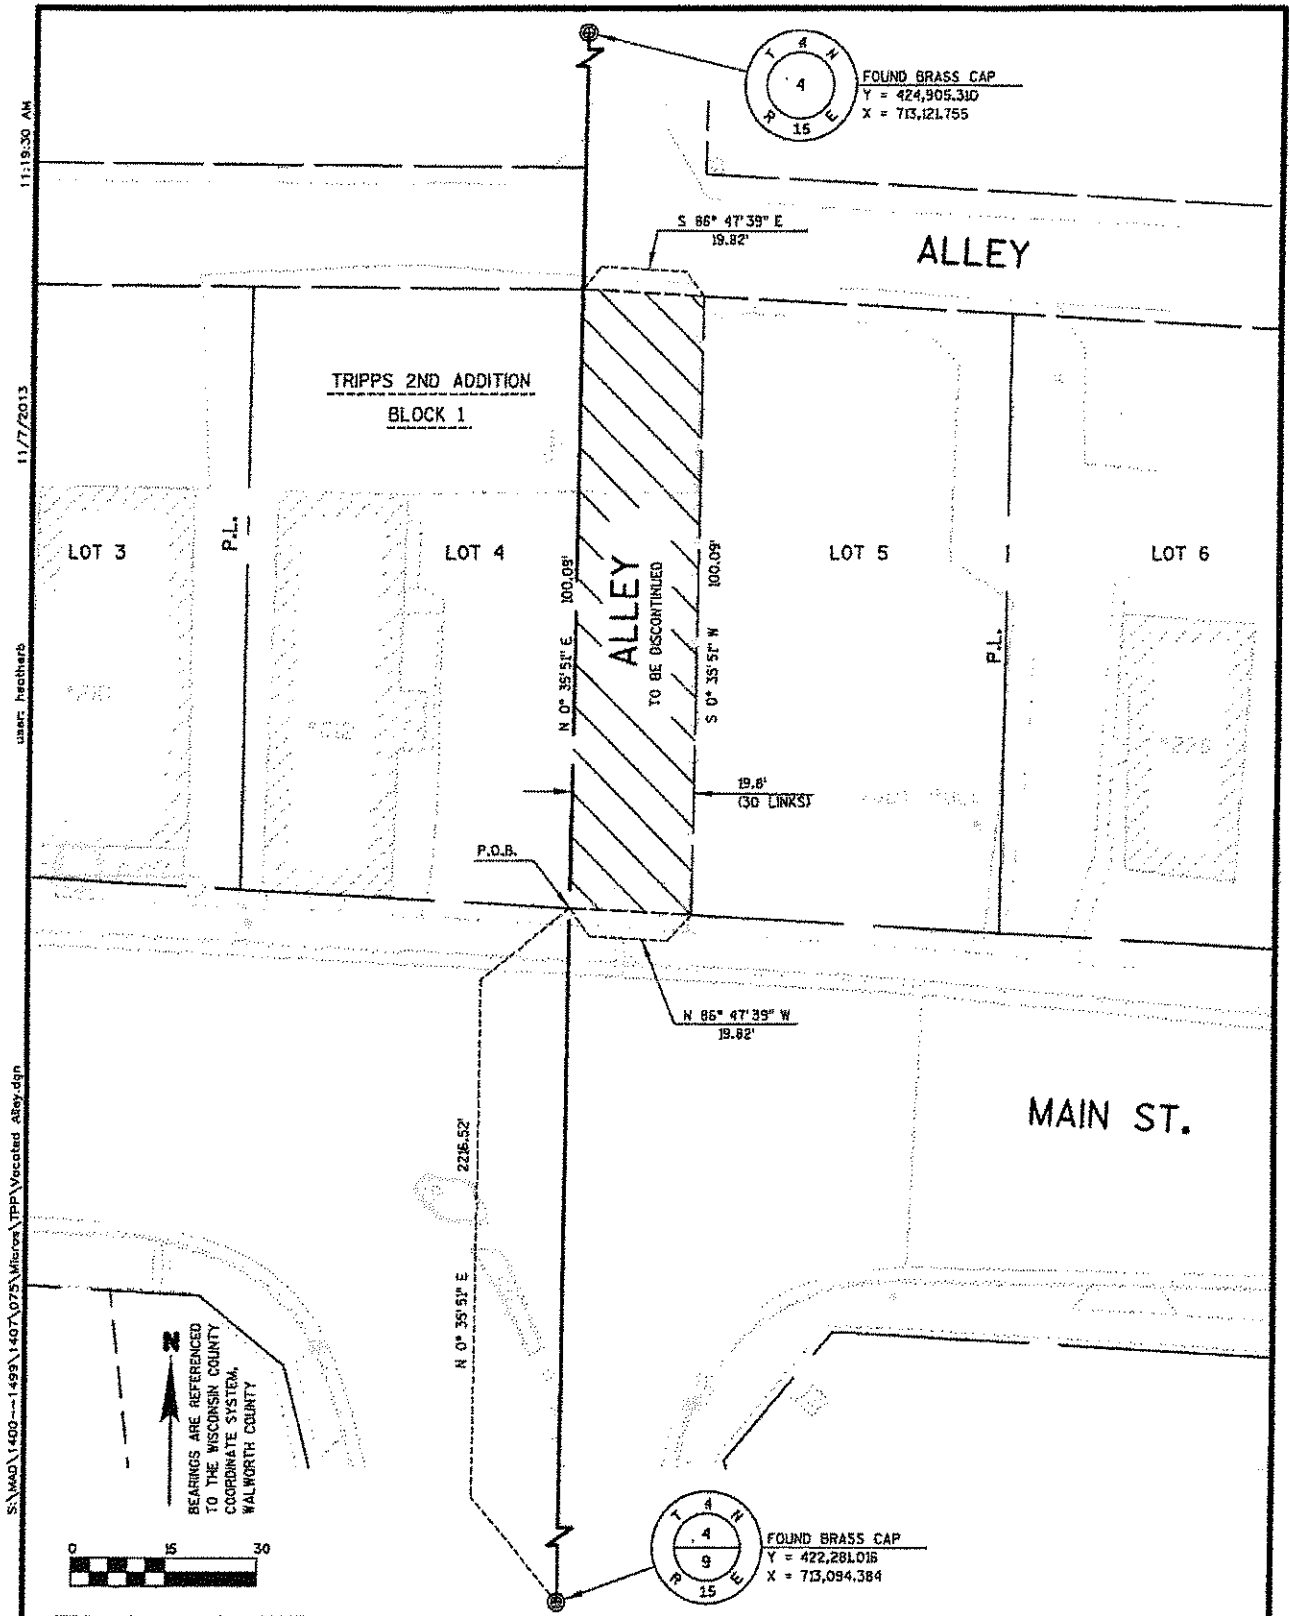 T 4 N
4
R 15 E
FOUND BRASS CAP
Y = 424,905.310
X = 713,121.755
11:19:30 AM
S 86° 47'39" E
19.82'
ALLEY
TRIPPS 2ND ADDITION
BLOCK 1
11/7/2013
LOT 3
P.L.
LOT 4
N 0° 35'51" E 100.09'
ALLEY
TO BE DISCONTINUED
S 0° 35'51" W 100.09'
LOT 5
P.L.
LOT 6
user: heatherb
19.8'
(30 LINKS)
P.O.B.
N 86° 47'39" W
19.82'
MAIN ST.
N 0° 35'51" E 2216.52'
S:\MAD\1400--1499\1407\075\Micros\TPP\Vacated Alley.dgn
N
BEARINGS ARE REFERENCED
TO THE WISCONSIN COUNTY
COORDINATE SYSTEM,
WALWORTH COUNTY
T 4 N
4
9
R 15 E
FOUND BRASS CAP
Y = 422,281.016
X = 713,094.384
0 15 30